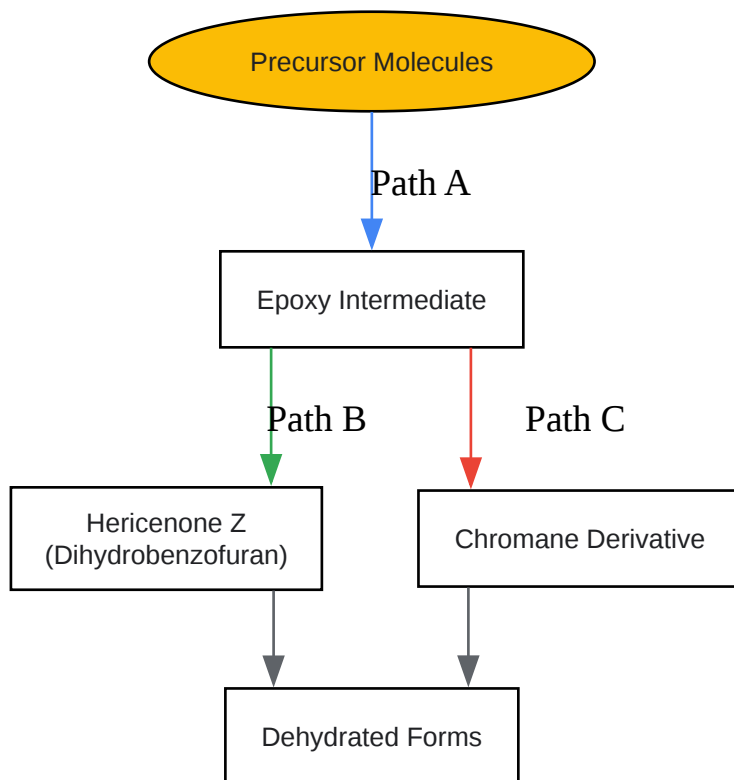 Precursor Molecules
Path A
Epoxy Intermediate
Path B
Path C
Hericenone Z
(Dihydrobenzofuran)
Chromane Derivative
Dehydrated Forms